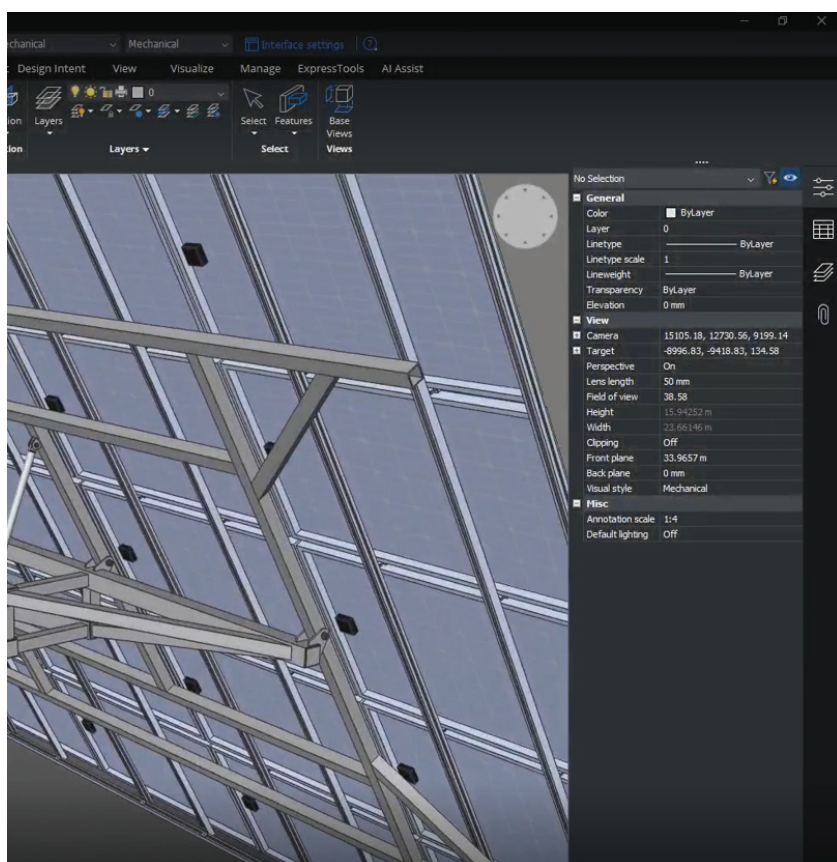 echanical Mechanical Interface settings ?
Design Intent View Visualize Manage ExpressTools AI Assist
0
ion Layers Select Features Base Views
tion Layers Select Views
No Selection
General
Color ByLayer
Layer 0
Linetype ByLayer
Linetype scale 1
Lineweight ByLayer
Transparency ByLayer
Elevation 0 mm
View
Camera 15105.18, 12730.56, 9199.14
Target -8996.83, -9418.83, 134.58
Perspective On
Lens length 50 mm
Field of view 38.58
Height 15.94252 m
Width 23.66146 m
Clipping Off
Front plane 33.9657 m
Back plane 0 mm
Visual style Mechanical
Misc
Annotation scale 1:4
Default lighting Off